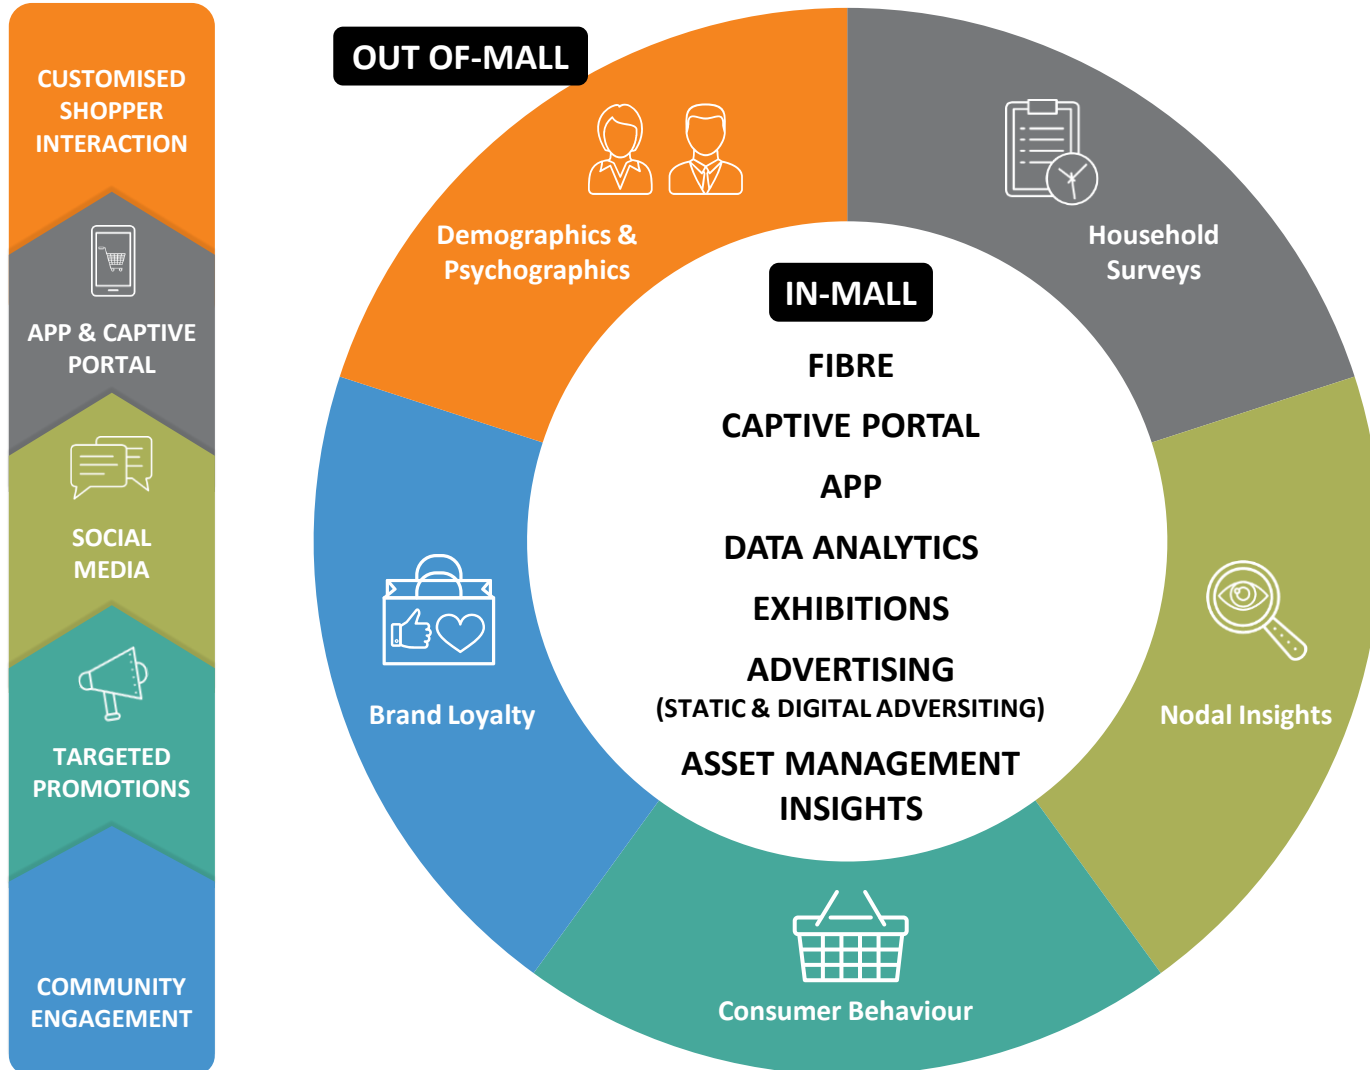 CUSTOMISED
SHOPPER
INTERACTION
APP & CAPTIVE
PORTAL
SOCIAL
MEDIA
TARGETED
PROMOTIONS
COMMUNITY
ENGAGEMENT
OUT OF-MALL
Demographics &
Psychographics
Household
Surveys
Brand Loyalty
Nodal Insights
Consumer Behaviour
IN-MALL
FIBRE
CAPTIVE PORTAL
APP
DATA ANALYTICS
EXHIBITIONS
ADVERTISING
(STATIC & DIGITAL ADVERSITING)
ASSET MANAGEMENT
INSIGHTS